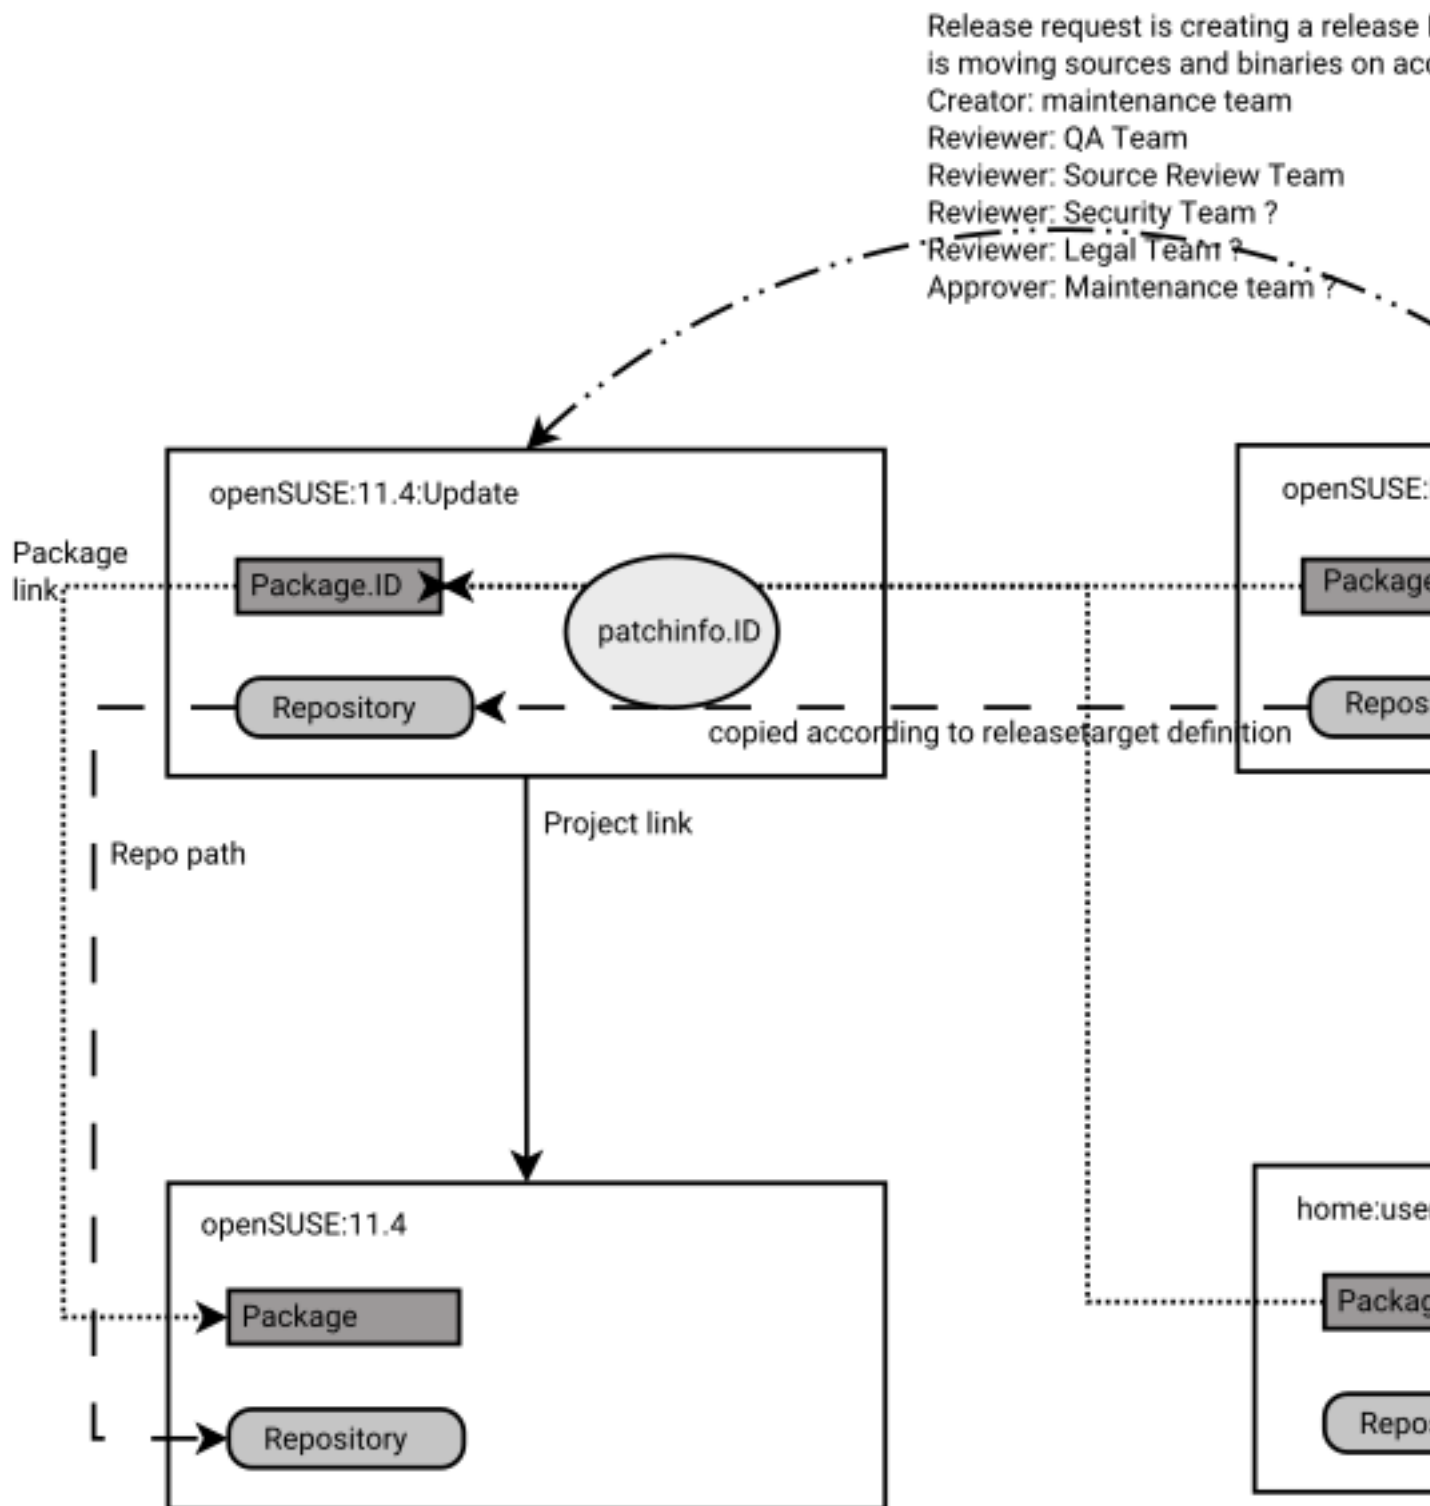 Release request is creating a release
is moving sources and binaries on
Creator: maintenance team
Reviewer: QA Team
Reviewer: Source Review Team
Reviewer: Security Team ?
Reviewer: Legal Team ?
Approver: Maintenance team ?
openSUSE:11.4:Update
openSUSE:
Package
link
Package.ID
Package
patchinfo.ID
Repository
Repos
copied according to releasetarget definition
Project link
Repo path
openSUSE:11.4
home:user
Package
Packag
Repository
Repos